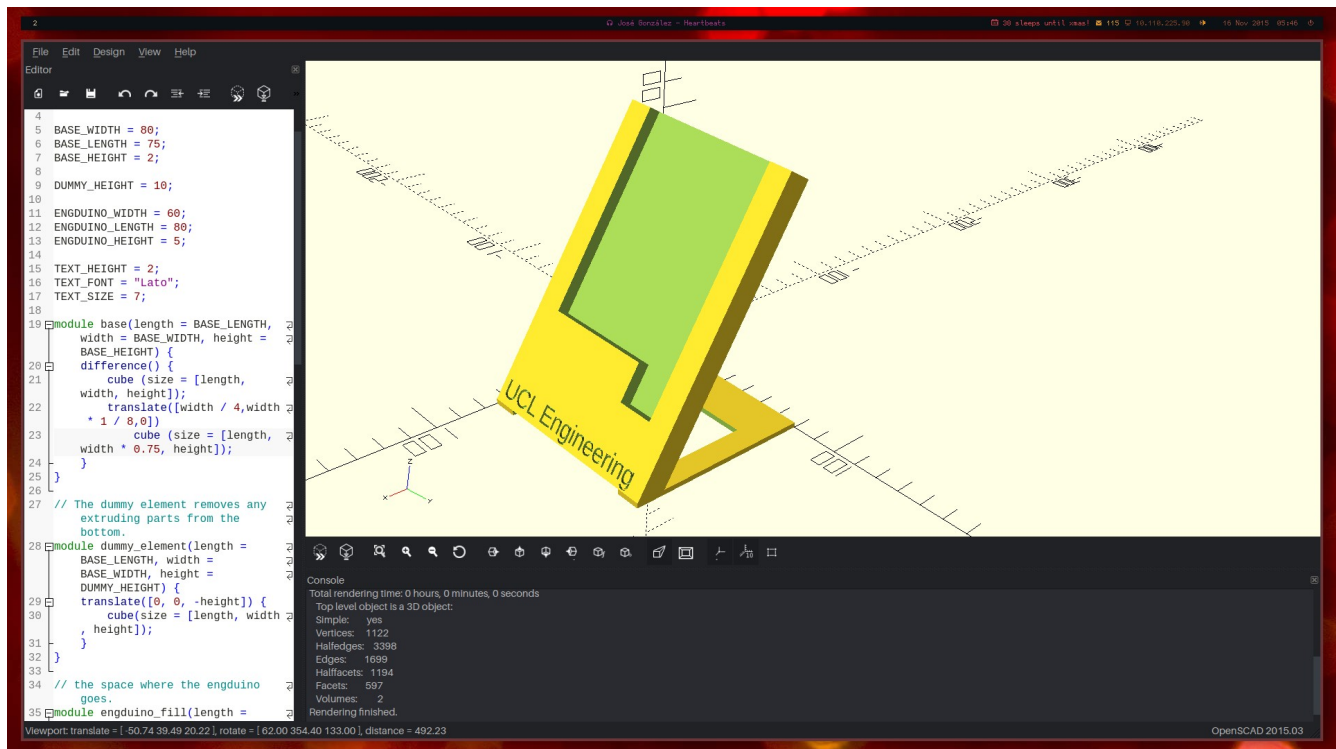 2
José González - Heartbeats
38 sleeps until xmas! 115 10.110.225.90 16 Nov 2015 05:46
File Edit Design View Help
Editor
4
5 BASE_WIDTH = 80;
6 BASE_LENGTH = 75;
7 BASE_HEIGHT = 2;
8
9 DUMMY_HEIGHT = 10;
10
11 ENGDUINO_WIDTH = 60;
12 ENGDUINO_LENGTH = 80;
13 ENGDUINO_HEIGHT = 5;
14
15 TEXT_HEIGHT = 2;
16 TEXT_FONT = "Lato";
17 TEXT_SIZE = 7;
18
19 module base(length = BASE_LENGTH,
width = BASE_WIDTH, height =
BASE_HEIGHT) {
20 difference() {
21 cube (size = [length,
width, height]);
22 translate([width / 4,width
* 1 / 8,0])
23 cube (size = [length,
width * 0.75, height]);
24 }
25 }
26
27 // The dummy element removes any
extruding parts from the
bottom.
28 module dummy_element(length =
BASE_LENGTH, width =
BASE_WIDTH, height =
DUMMY_HEIGHT) {
29 translate([0, 0, -height]) {
30 cube(size = [length, width
, height]);
31 }
32 }
33
34 // the space where the engduino
goes.
35 module engduino_fill(length =
UCL Engineering
z
x
y
Console
Total rendering time: 0 hours, 0 minutes, 0 seconds
Top level object is a 3D object:
Simple: yes
Vertices: 1122
Halfedges: 3398
Edges: 1699
Halffacets: 1194
Facets: 597
Volumes: 2
Rendering finished.
Viewport: translate = [ -50.74 39.49 20.22 ], rotate = [ 62.00 354.40 133.00 ], distance = 492.23
OpenSCAD 2015.03